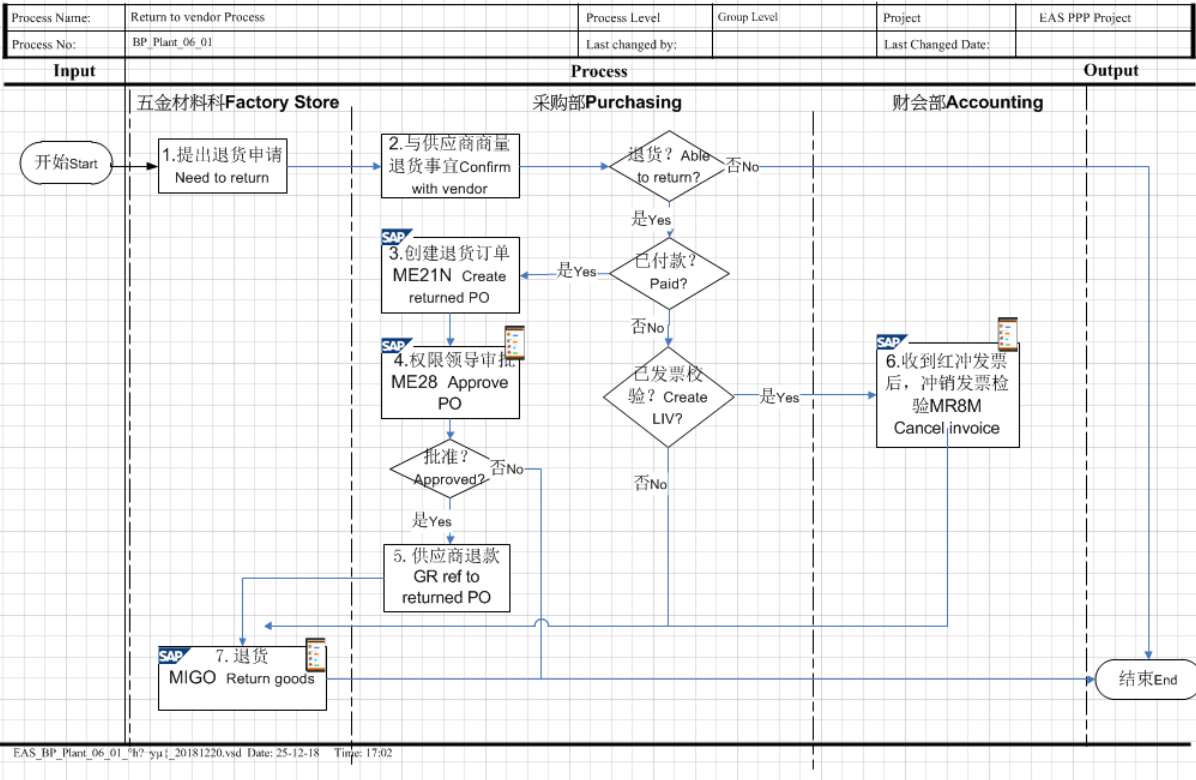 Process Name:
Return to vendor Process
Process Level
Group Level
Project
EAS PPP Project
Process No:
BP_Plant_06_01
Last changed by:
Last Changed Date:
Input
Process
Output
五金材料科Factory Store
采购部Purchasing
财会部Accounting
开始Start
1.提出退货申请
Need to return
2.与供应商商量
退货事宜Confirm
with vendor
退货？Able
to return?
否No
是Yes
SAP
3.创建退货订单
ME21N Create
returned PO
是Yes
已付款？
Paid?
否No
SAP
4.权限领导审批
ME28 Approve
PO
已发票校
验？Create
LIV?
是Yes
SAP
6.收到红冲发票
后，冲销发票检
验MR8M
Cancel invoice
批准？
Approved?
否No
否No
是Yes
5. 供应商退款
GR ref to
returned PO
SAP
7. 退货
MIGO Return goods
结束End
EAS_BP_Plant_06_01_ _20181220.vsd Date: 25-12-18 Time: 17:02